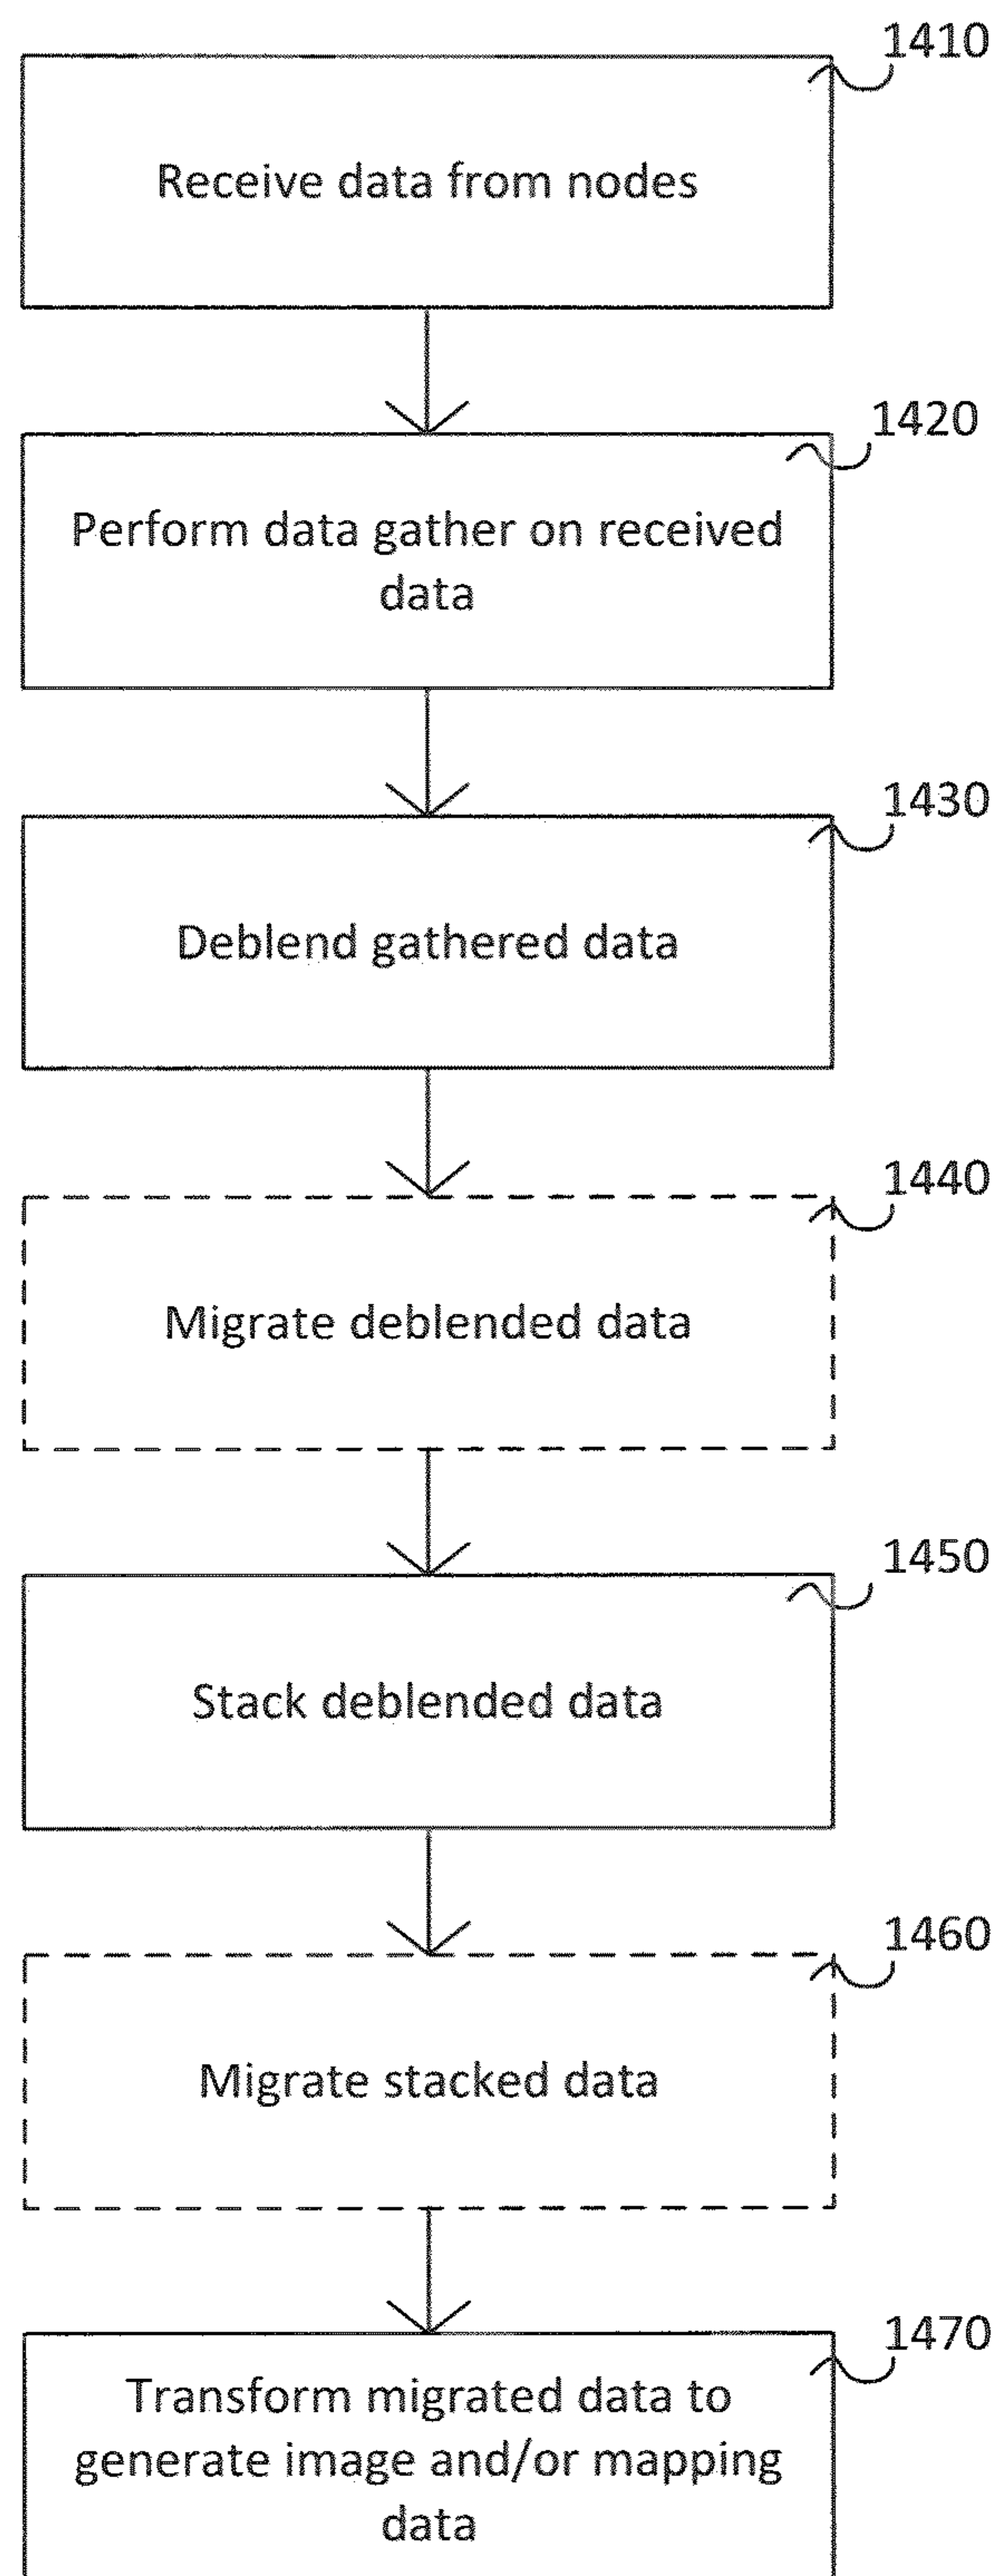 1410
Receive data from nodes
1420
Perform data gather on received
data
1430
Deblend gathered data
1440
Migrate deblended data
1450
Stack deblended data
1460
Migrate stacked data
1470
Transform migrated data to
generate image and/or mapping
data